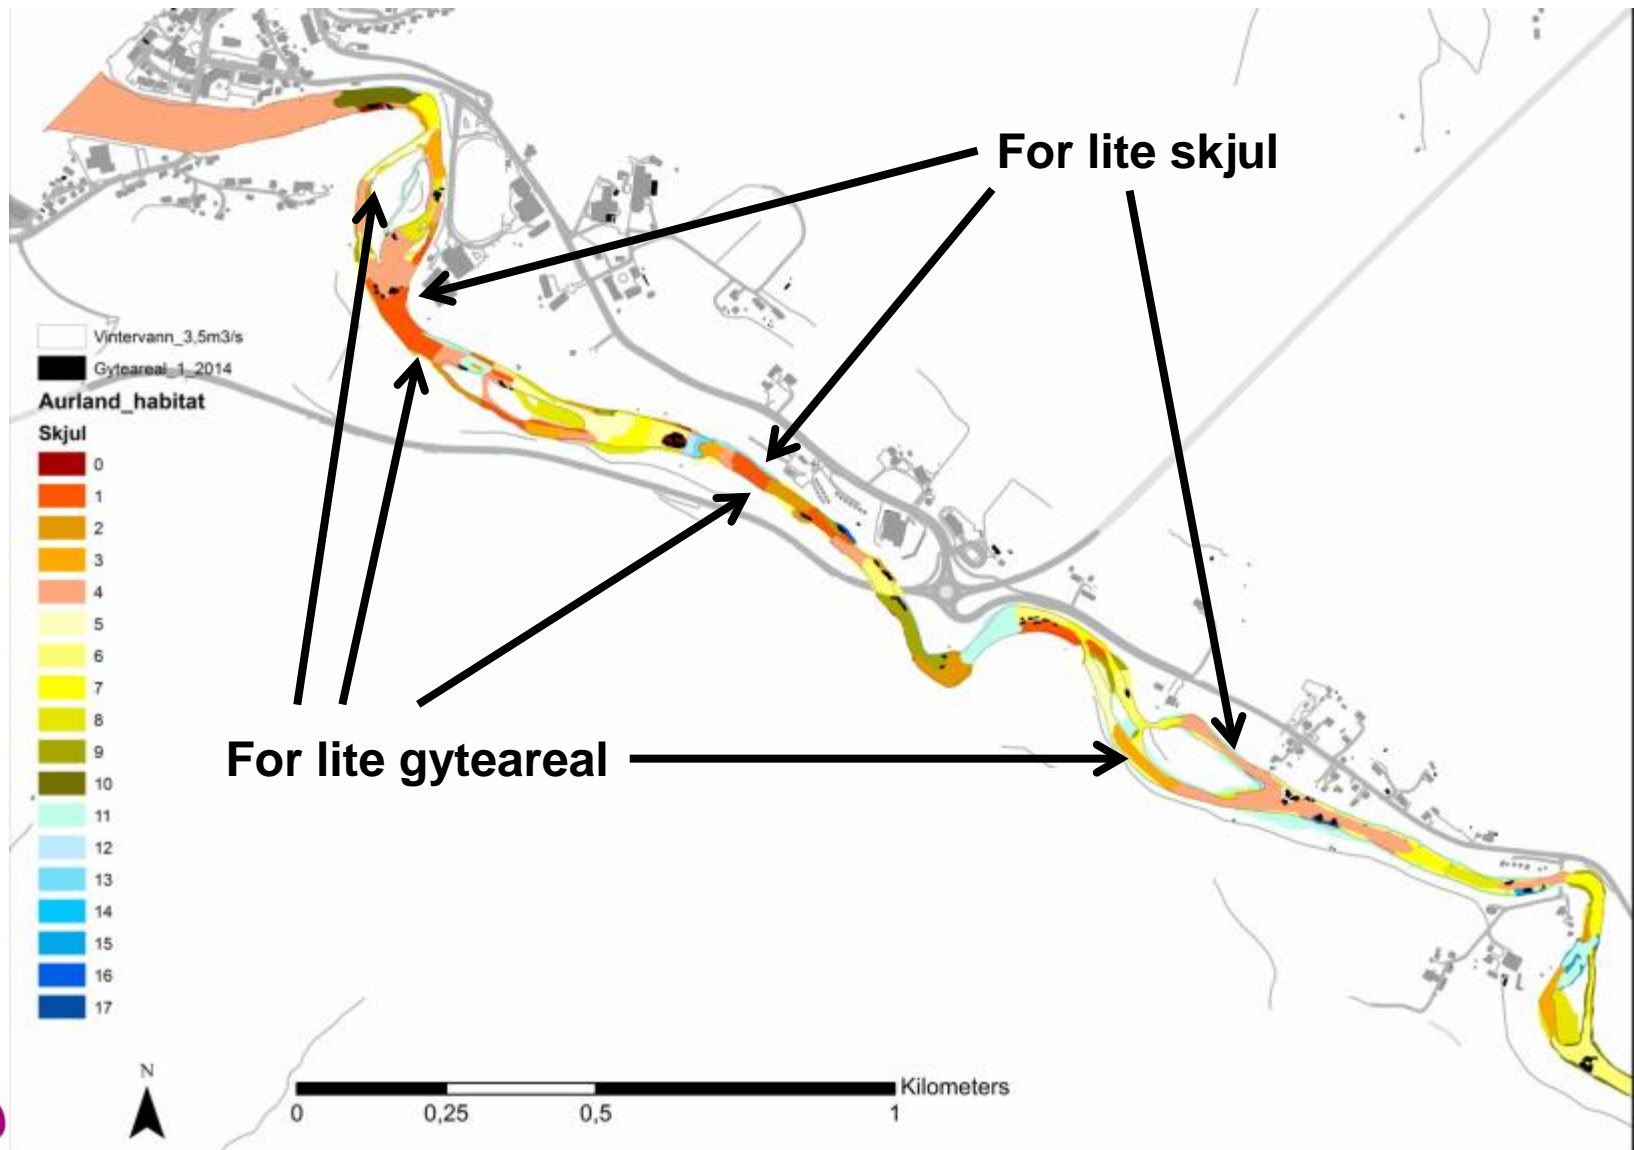 For lite skjul
Vintervann_3,5m3/s
Gyteareal_1_2014
Aurland_habitat
Skjul
0
1
2
3
4
5
6
7
8
9
10
11
12
13
14
15
16
17
For lite gyteareal
N
Kilometers
0 0,25 0,5 1